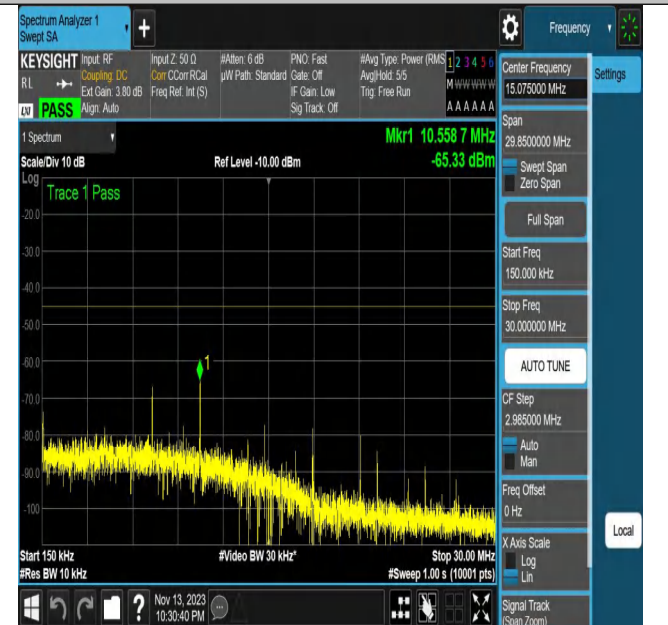 Spectrum Analyzer 1
Swept SA
+
Frequency
KEYSIGHT
RL
LXI PASS
Input: RF
Coupling: DC
Ext Gain: 3.80 dB
Align: Auto
Input Z: 50 Ω
Corr CCorr RCal
Freq Ref: Int (S)
#Atten: 6 dB
µW Path: Standard
PNO: Fast
Gate: Off
IF Gain: Low
Sig Track: Off
#Avg Type: Power (RMS
Avg|Hold: 5/5
Trig: Free Run
1 2 3 4 5 6
M W W W W W
A A A A A A
1 Spectrum
Scale/Div 10 dB
Ref Level -10.00 dBm
Mkr1 10.558 7 MHz
-65.33 dBm
Log
Trace 1 Pass
-20.0
-30.0
-40.0
-50.0
-60.0
-70.0
-80.0
-90.0
-100
1
Start 150 kHz
#Video BW 30 kHz*
Stop 30.00 MHz
#Res BW 10 kHz
#Sweep 1.00 s (10001 pts)
?
Nov 13, 2023
10:30:40 PM
Center Frequency
15.075000 MHz
Settings
Span
29.8500000 MHz
Swept Span
Zero Span
Full Span
Start Freq
150.000 kHz
Stop Freq
30.000000 MHz
AUTO TUNE
CF Step
2.985000 MHz
Auto
Man
Freq Offset
0 Hz
X Axis Scale
Log
Lin
Local
Signal Track
(Span Zoom)